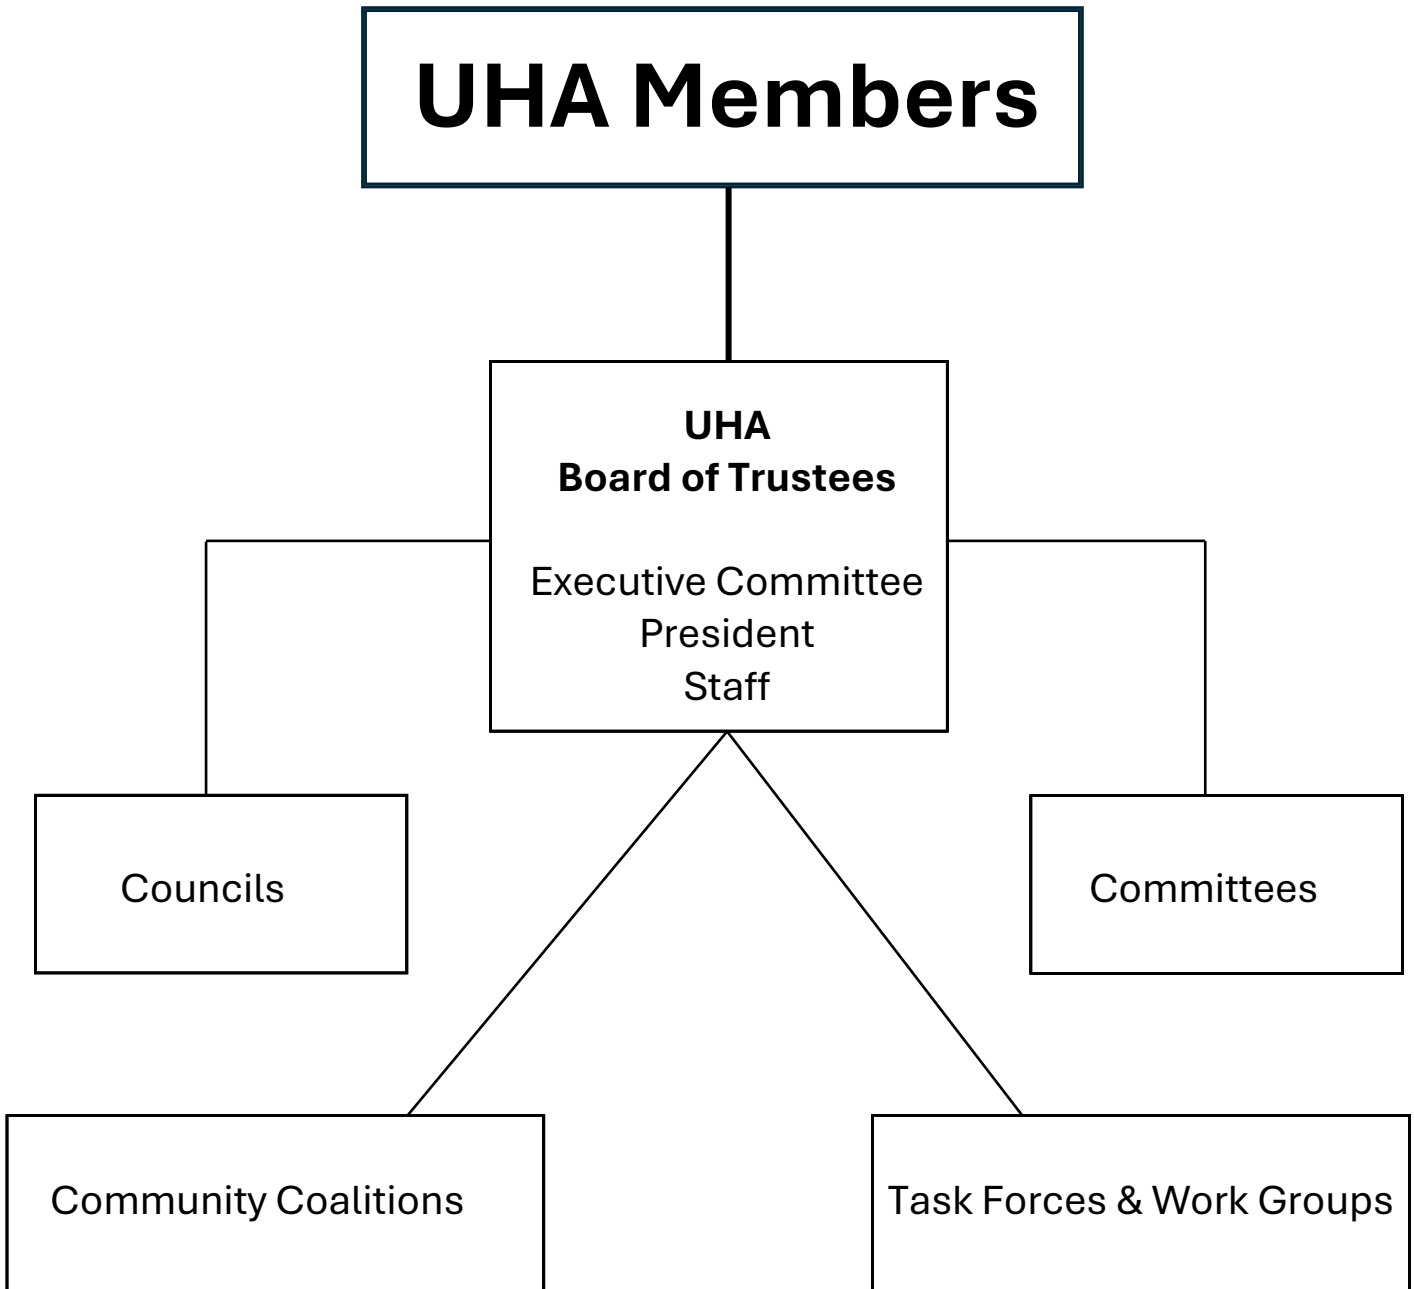 UHA Members
UHA
Board of Trustees
Executive Committee
President
Staff
Councils
Committees
Community Coalitions
Task Forces & Work Groups